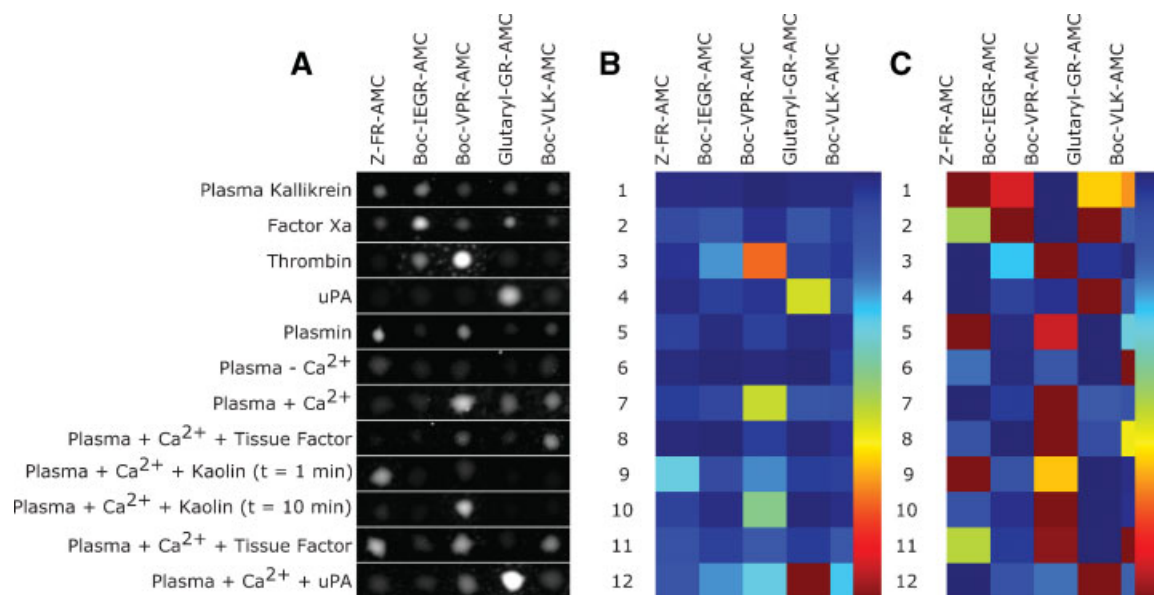 A
Z-FR-AMC
Boc-IEGR-AMC
Boc-VPR-AMC
Glutaryl-GR-AMC
Boc-VLK-AMC
B
Z-FR-AMC
Boc-IEGR-AMC
Boc-VPR-AMC
Glutaryl-GR-AMC
Boc-VLK-AMC
C
Z-FR-AMC
Boc-IEGR-AMC
Boc-VPR-AMC
Glutaryl-GR-AMC
Boc-VLK-AMC
Plasma Kallikrein 1 1
Factor Xa 2 2
Thrombin 3 3
uPA 4 4
Plasmin 5 5
Plasma - Ca2+ 6 6
Plasma + Ca2+ 7 7
Plasma + Ca2+ + Tissue Factor 8 8
Plasma + Ca2+ + Kaolin (t = 1 min) 9 9
Plasma + Ca2+ + Kaolin (t = 10 min) 10 10
Plasma + Ca2+ + Tissue Factor 11 11
Plasma + Ca2+ + uPA 12 12